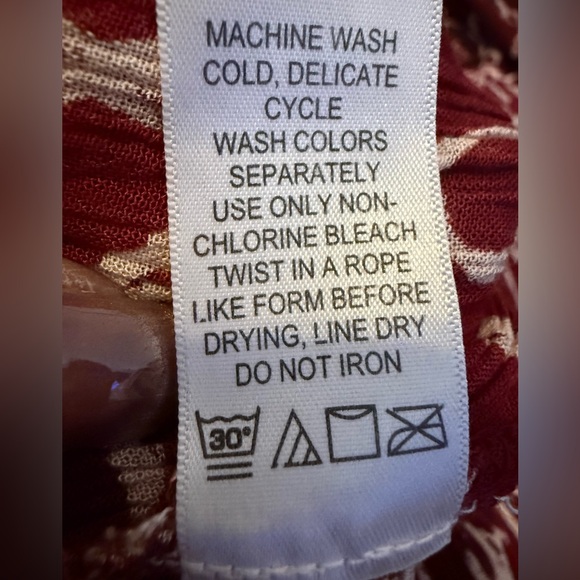 MACHINE WASH
COLD, DELICATE
CYCLE
WASH COLORS
SEPARATELY
USE ONLY NON-
CHLORINE BLEACH
TWIST IN A ROPE
LIKE FORM BEFORE
DRYING, LINE DRY
DO NOT IRON
30°